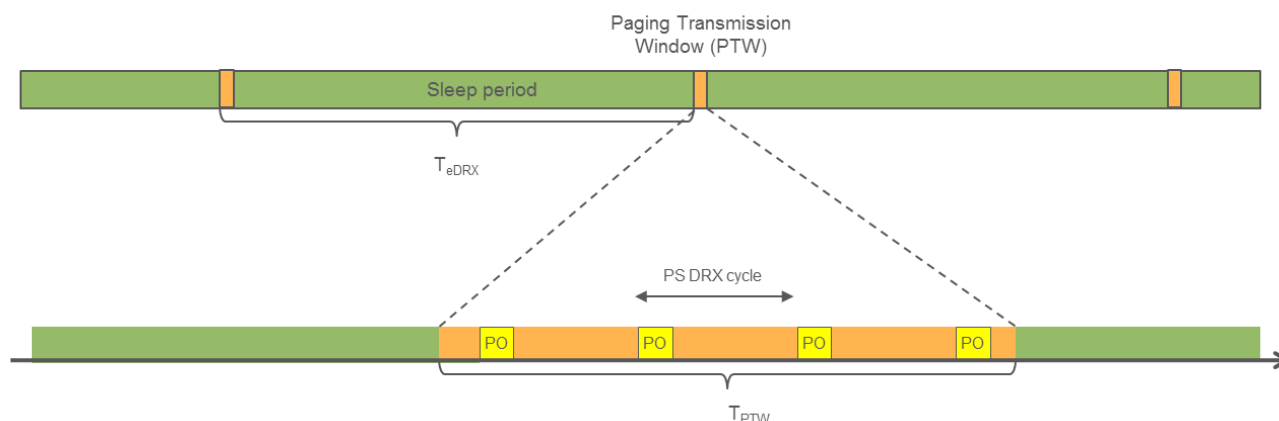 Paging Transmission
Window (PTW)
Sleep period
TeDRX
PS DRX cycle
PO PO PO PO
TPTW